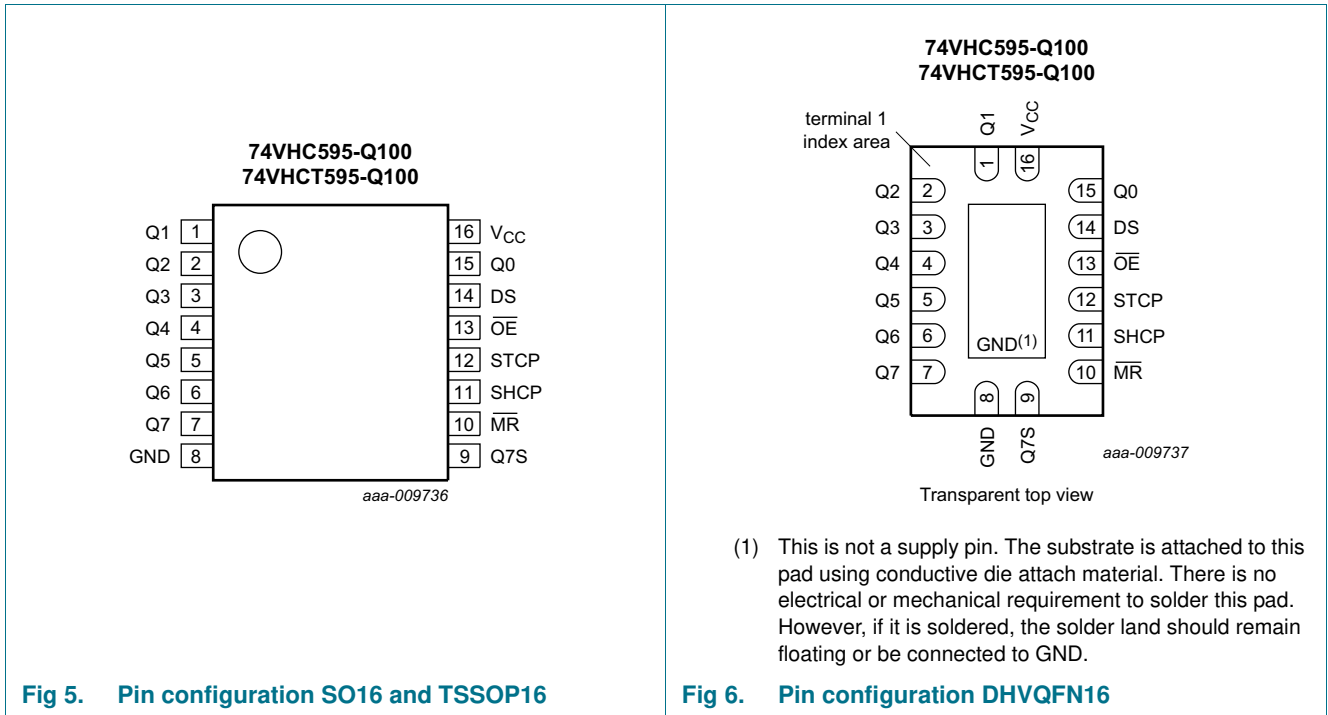 74VHC595-Q100
74VHCT595-Q100
Q1 1 16 VCC
Q2 2 15 Q0
Q3 3 14 DS
Q4 4 13 O̅E̅
Q5 5 12 STCP
Q6 6 11 SHCP
Q7 7 10 M̅R̅
GND 8 9 Q7S
aaa-009736
Fig 5. Pin configuration SO16 and TSSOP16
74VHC595-Q100
74VHCT595-Q100
terminal 1
index area
Q1 VCC
1 16
Q2 2 15 Q0
Q3 3 14 DS
Q4 4 13 O̅E̅
Q5 5 12 STCP
Q6 6 11 SHCP
GND(1)
Q7 7 10 M̅R̅
8 9
GND Q7S
aaa-009737
Transparent top view
(1) This is not a supply pin. The substrate is attached to this
pad using conductive die attach material. There is no
electrical or mechanical requirement to solder this pad.
However, if it is soldered, the solder land should remain
floating or be connected to GND.
Fig 6. Pin configuration DHVQFN16